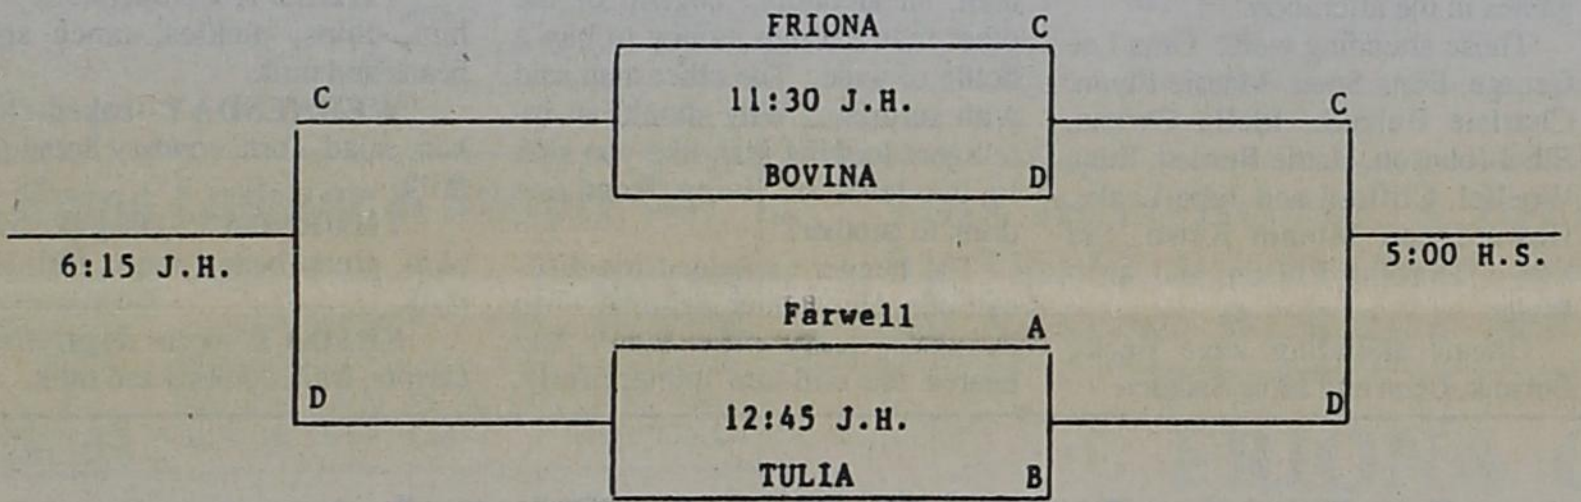 FRIONA C
C 11:30 J.H. C
BOVINA D
6:15 J.H. 5:00 H.S.
Farwell A
D 12:45 J.H. D
TULIA B